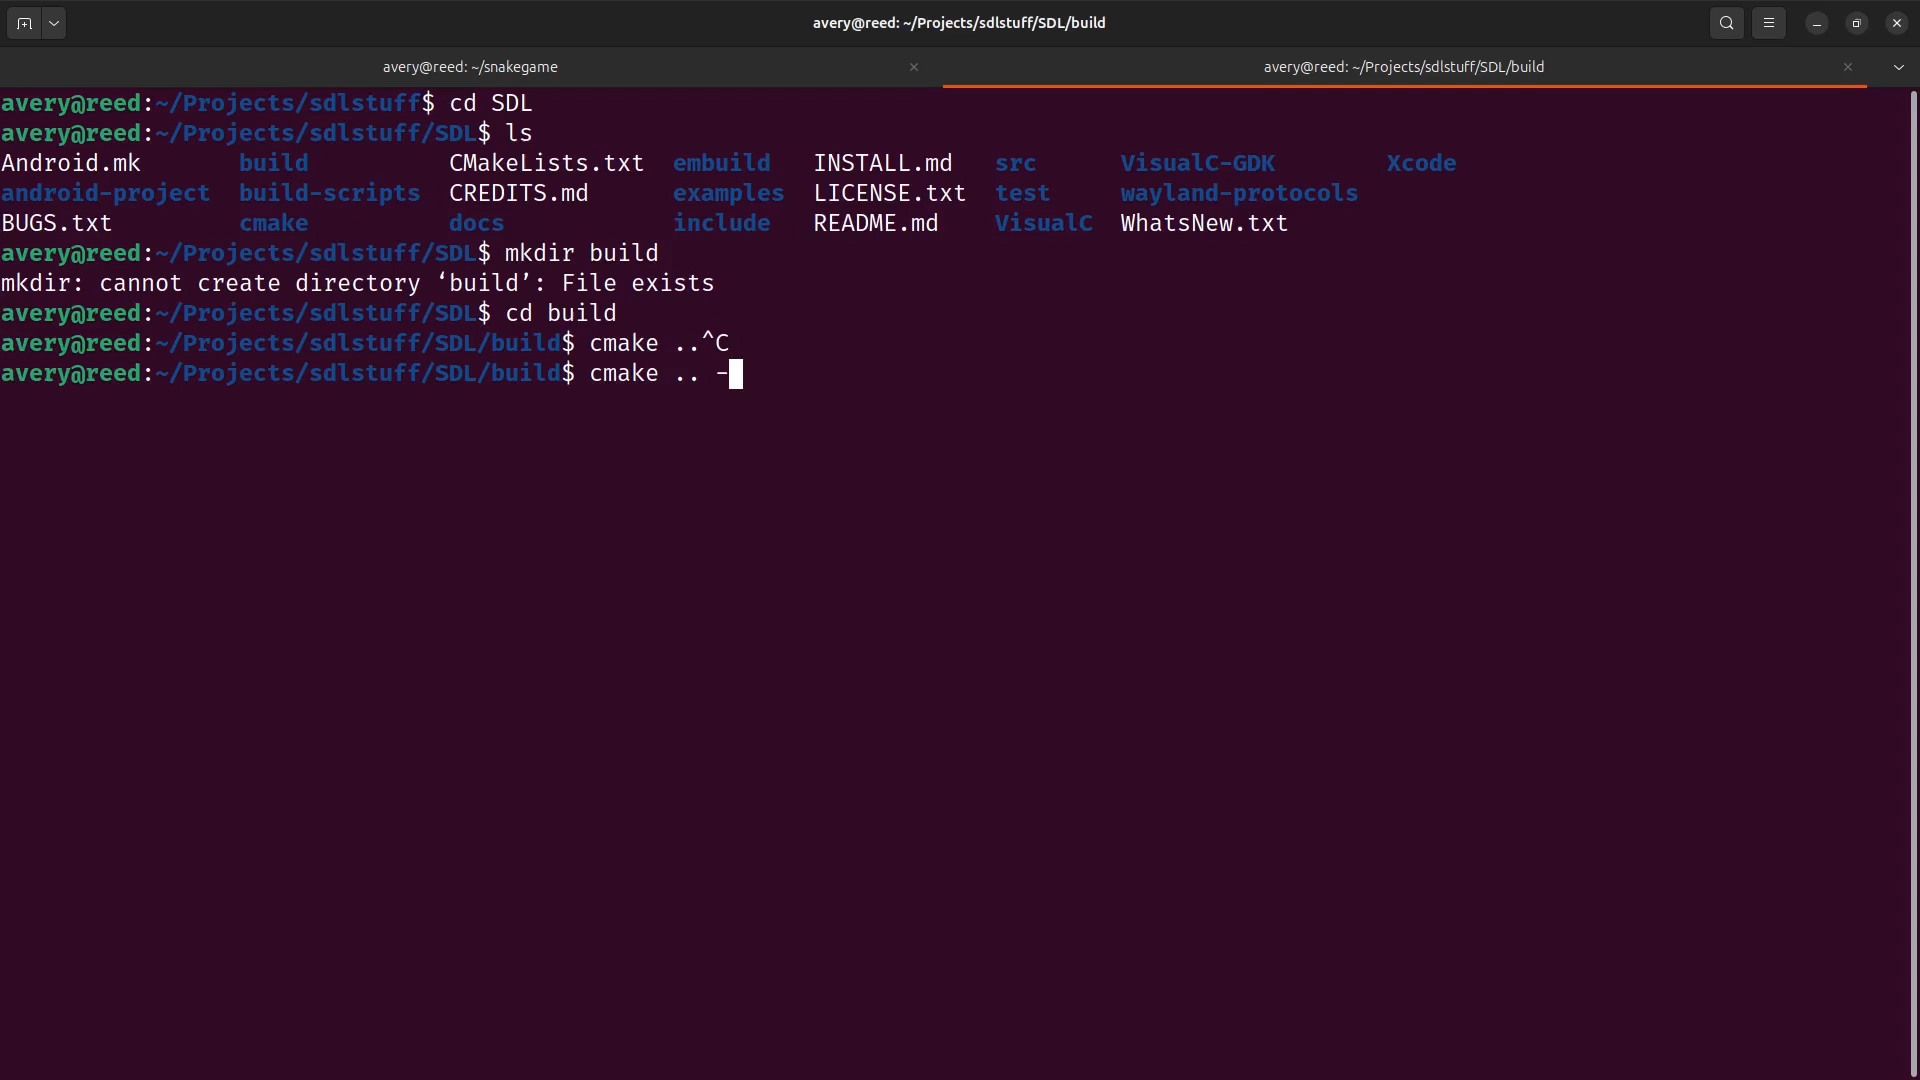 avery@reed: ~/Projects/sdlstuff/SDL/build
avery@reed: ~/snakegame
avery@reed: ~/Projects/sdlstuff/SDL/build
avery@reed:~/Projects/sdlstuff$ cd SDL
avery@reed:~/Projects/sdlstuff/SDL$ ls
Android.mk build CMakeLists.txt embuild INSTALL.md src VisualC-GDK Xcode
android-project build-scripts CREDITS.md examples LICENSE.txt test wayland-protocols
BUGS.txt cmake docs include README.md VisualC WhatsNew.txt
avery@reed:~/Projects/sdlstuff/SDL$ mkdir build
mkdir: cannot create directory ‘build’: File exists
avery@reed:~/Projects/sdlstuff/SDL$ cd build
avery@reed:~/Projects/sdlstuff/SDL/build$ cmake ..^C
avery@reed:~/Projects/sdlstuff/SDL/build$ cmake .. -